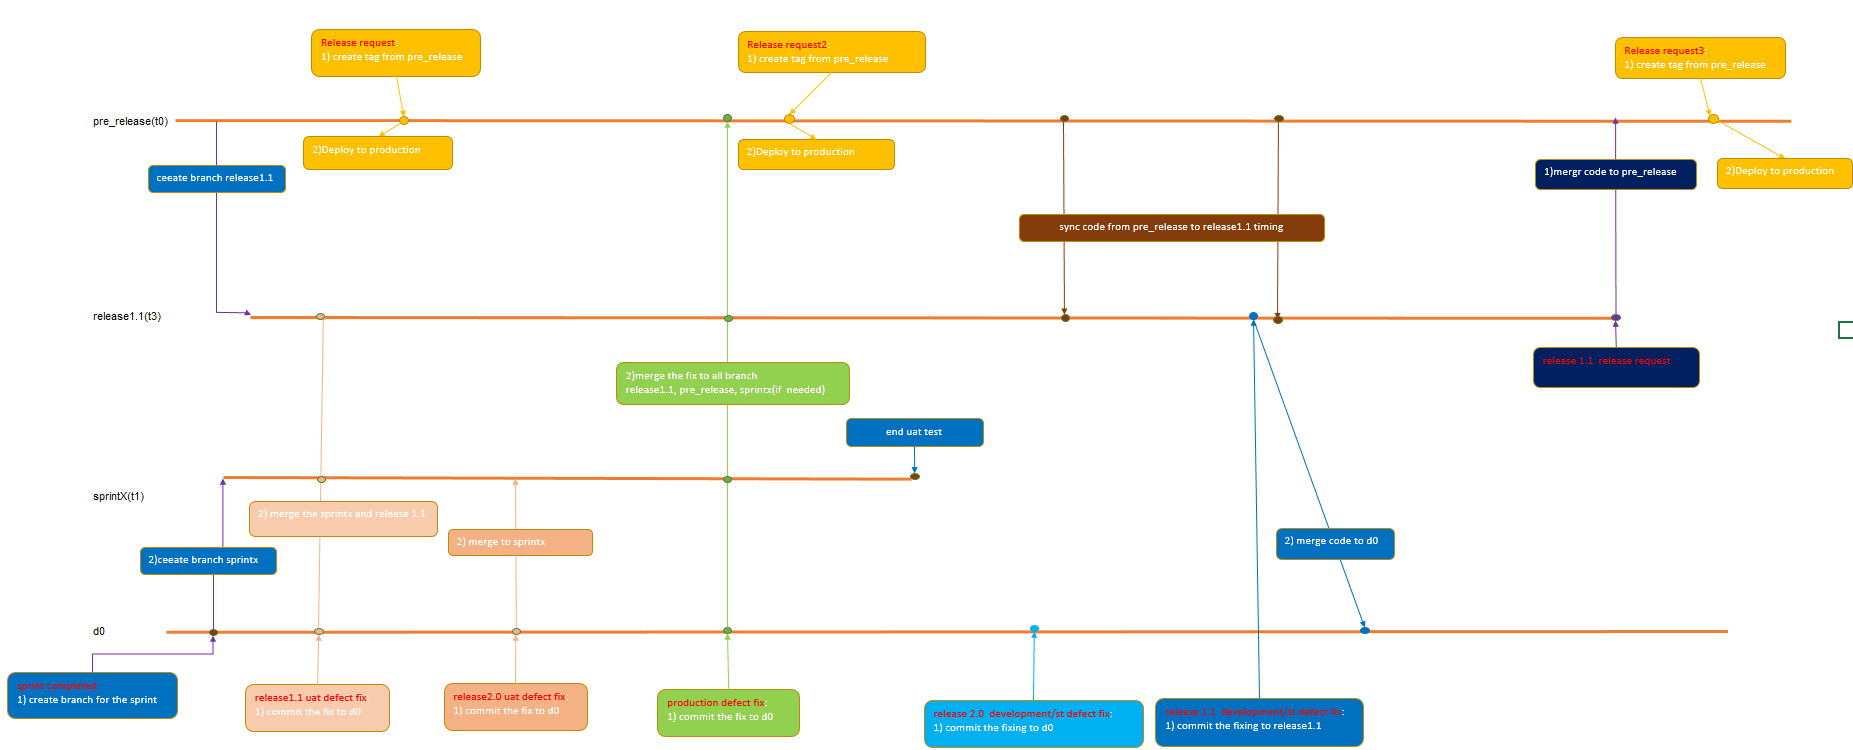 Release request:
1) create tag from pre_release
Release request2:
1) create tag from pre_release
Release request3:
1) create tag from pre_release
pre_release(t0)
2)Deploy to production
2)Deploy to production
2)Deploy to production
ceeate branch release1.1
1)mergr code to pre_release
sync code from pre_release to release1.1 timing
release1.1(t3)
release 1.1  release request
2)merge the fix to all branch
release1.1, pre_release, sprintx(if  needed)
end uat test
sprintX(t1)
2) merge the sprintx and release 1.1
2) merge to sprintx
2) merge code to d0
2)ceeate branch sprintx
d0
sprint completed:
1) create branch for the sprint
release1.1 uat defect fix:
1) commit the fix to d0
release2.0 uat defect fix:
1) commit the fix to d0
production defect fix:
1) commit the fix to d0
release 2.0  development/st defect fix:
1) commit the fixing to d0
release 1.1  development/st defect fix:
1) commit the fixing to release1.1